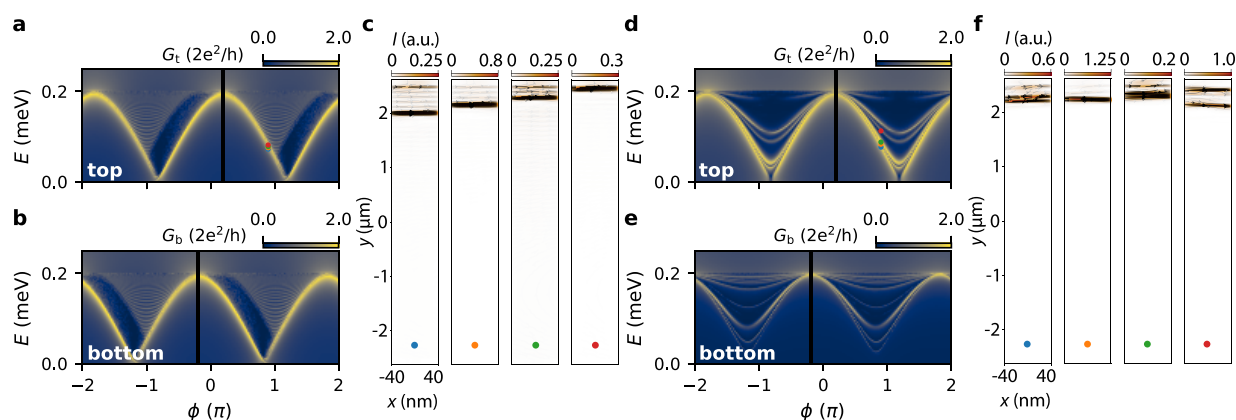 a
G_t (2e²/h)
0.0 2.0
E (meV)
0.2
0.0
top
b
G_b (2e²/h)
0.0 2.0
E (meV)
0.2
0.0
bottom
−2 −1 0 1 2
ϕ (π)
c
I (a.u.)
0 0.25 0 0.8 0 0.25 0 0.3
y (μm)
2
1
0
-1
-2
-40 40
x (nm)
d
G_t (2e²/h)
0.0 2.0
E (meV)
0.2
0.0
top
e
G_b (2e²/h)
0.0 2.0
E (meV)
0.2
0.0
bottom
−2 −1 0 1 2
ϕ (π)
f
I (a.u.)
0 0.6 0 1.25 0 0.2 0 1.0
y (μm)
2
1
0
-1
-2
-40 40
x (nm)